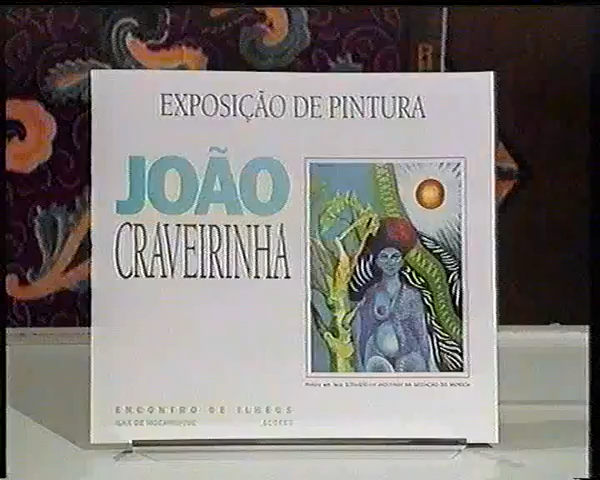 EXPOSIÇÃO DE PINTURA
JOÃO
CRAVEIRINHA
ENCONTRO DE ILHÉUS
ILHA DE MOÇAMBIQUE AÇORES